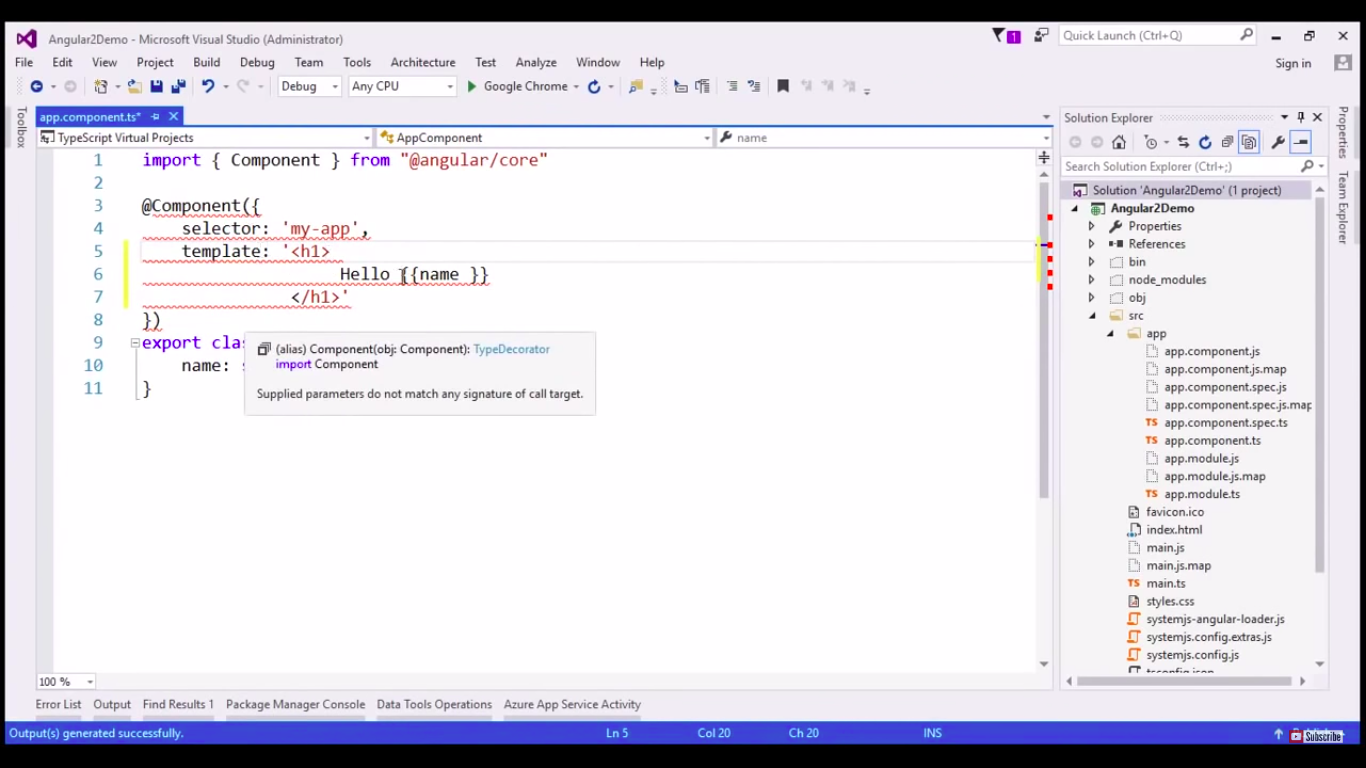 Angular2Demo - Microsoft Visual Studio (Administrator)
1
Quick Launch (Ctrl+Q)
File Edit View Project Build Debug Team Tools Architecture Test Analyze Window Help
Sign in
Debug Any CPU Google Chrome
Toolbox
app.component.ts*
TypeScript Virtual Projects AppComponent name
1 import { Component } from "@angular/core"
2
3 @Component({
4 selector: 'my-app',
5 template: '<h1>
6 Hello {{name }}
7 </h1>'
8 })
9 export clas
10 name: s
11 }
(alias) Component(obj: Component): TypeDecorator
import Component
Supplied parameters do not match any signature of call target.
100 %
Solution Explorer
Search Solution Explorer (Ctrl+;)
Solution 'Angular2Demo' (1 project)
Angular2Demo
Properties
References
bin
node_modules
obj
src
app
app.component.js
app.component.js.map
app.component.spec.js
app.component.spec.js.map
TS app.component.spec.ts
TS app.component.ts
app.module.js
app.module.js.map
TS app.module.ts
favicon.ico
index.html
main.js
main.js.map
TS main.ts
styles.css
systemjs-angular-loader.js
systemjs.config.extras.js
systemjs.config.js
tsconfig.json
Properties
Team Explorer
Error List Output Find Results 1 Package Manager Console Data Tools Operations Azure App Service Activity
Output(s) generated successfully. Ln 5 Col 20 Ch 20 INS
Subscribe